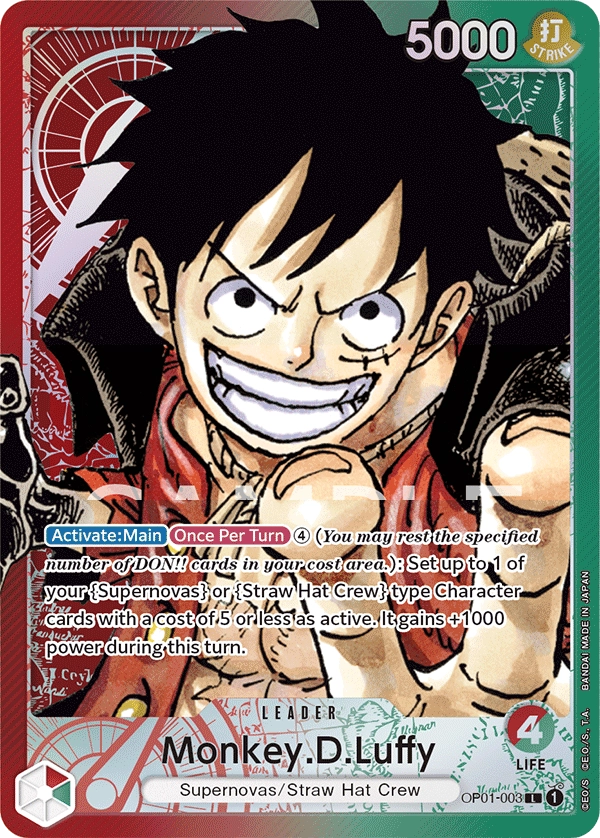 5000
打
STRIKE
SAMPLE
Activate:Main Once Per Turn ④ (You may rest the specified
number of DON!! cards in your cost area.): Set up to 1 of
your {Supernovas} or {Straw Hat Crew} type Character
cards with a cost of 5 or less as active. It gains +1000
power during this turn.
LEADER
Monkey.D.Luffy
4
LIFE
Supernovas/Straw Hat Crew
OP01-003 L 1
©E.O/S ©E.O./S., T.A. BANDAI MADE IN JAPAN